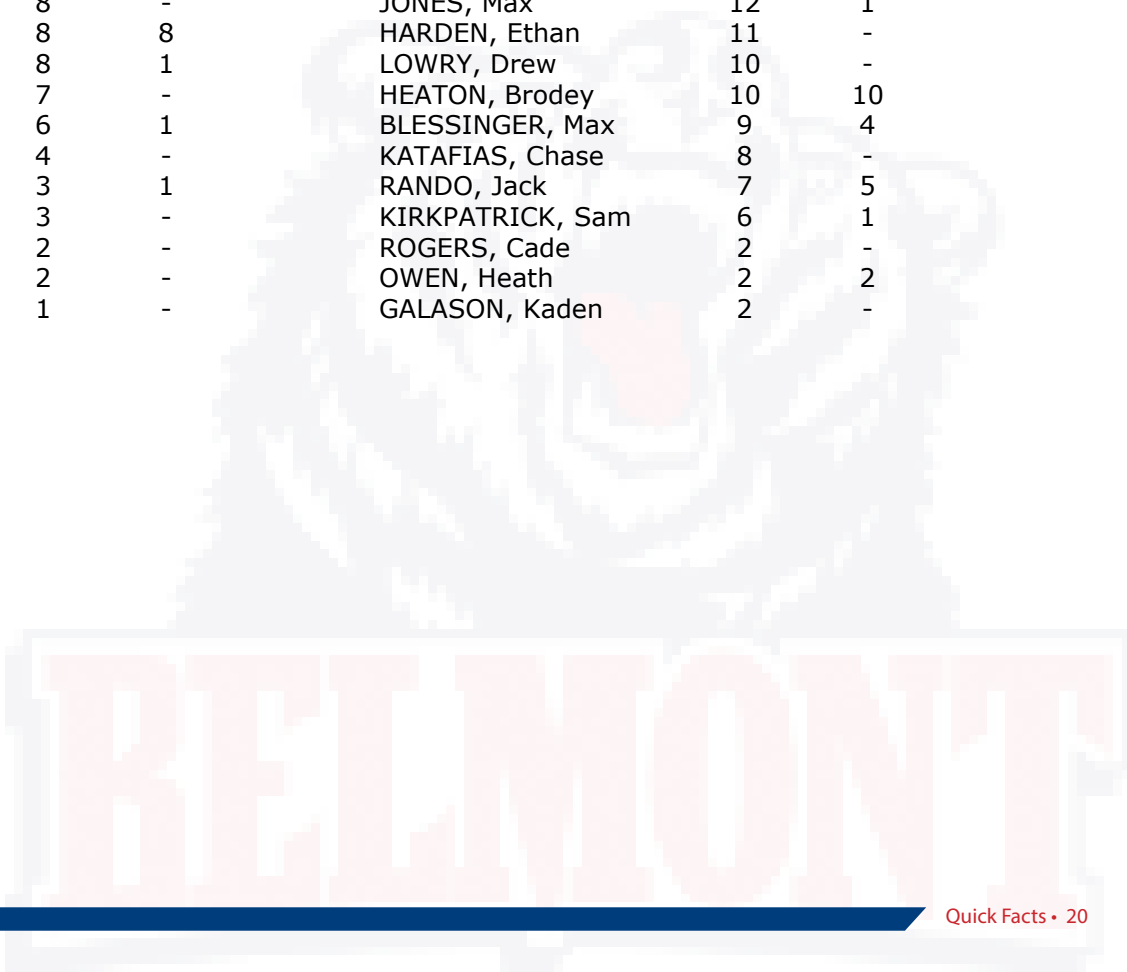 8 - JONES, Max 12 1
8 8 HARDEN, Ethan 11 -
8 1 LOWRY, Drew 10 -
7 - HEATON, Brodey 10 10
6 1 BLESSINGER, Max 9 4
4 - KATAFIAS, Chase 8 -
3 1 RANDO, Jack 7 5
3 - KIRKPATRICK, Sam 6 1
2 - ROGERS, Cade 2 -
2 - OWEN, Heath 2 2
1 - GALASON, Kaden 2 -
BELMONT
Quick Facts • 20